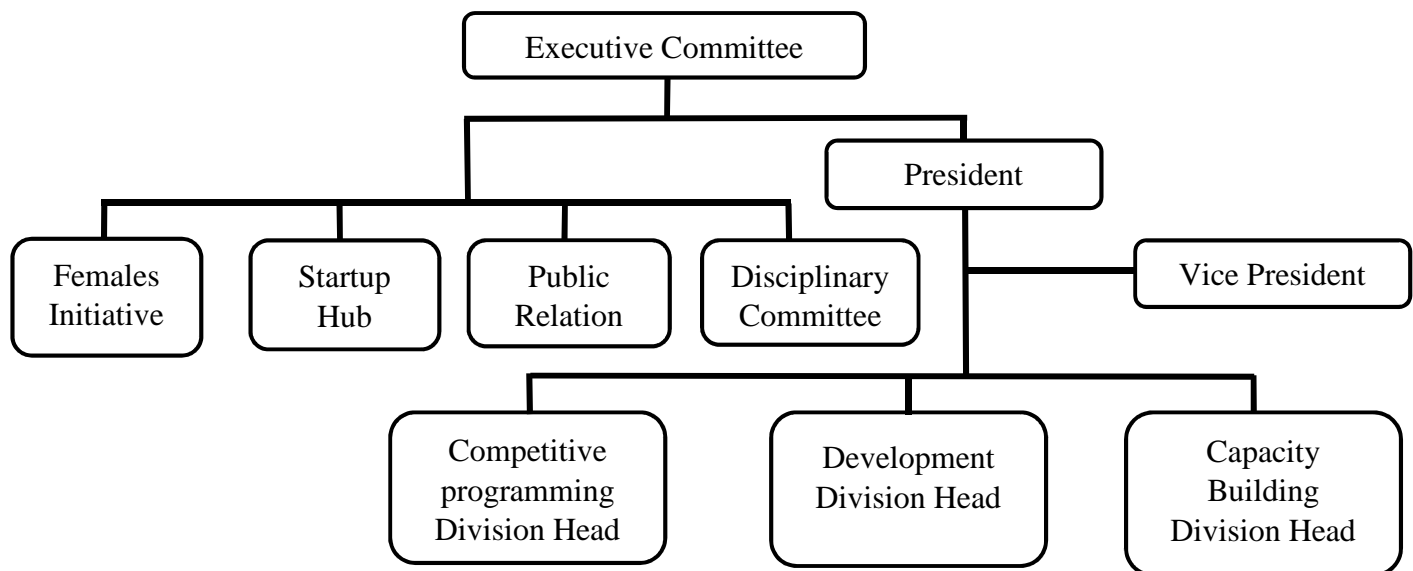 Executive Committee
President
Females
Initiative
Startup
Hub
Public
Relation
Disciplinary
Committee
Vice President
Competitive
programming
Division Head
Development
Division Head
Capacity
Building
Division Head